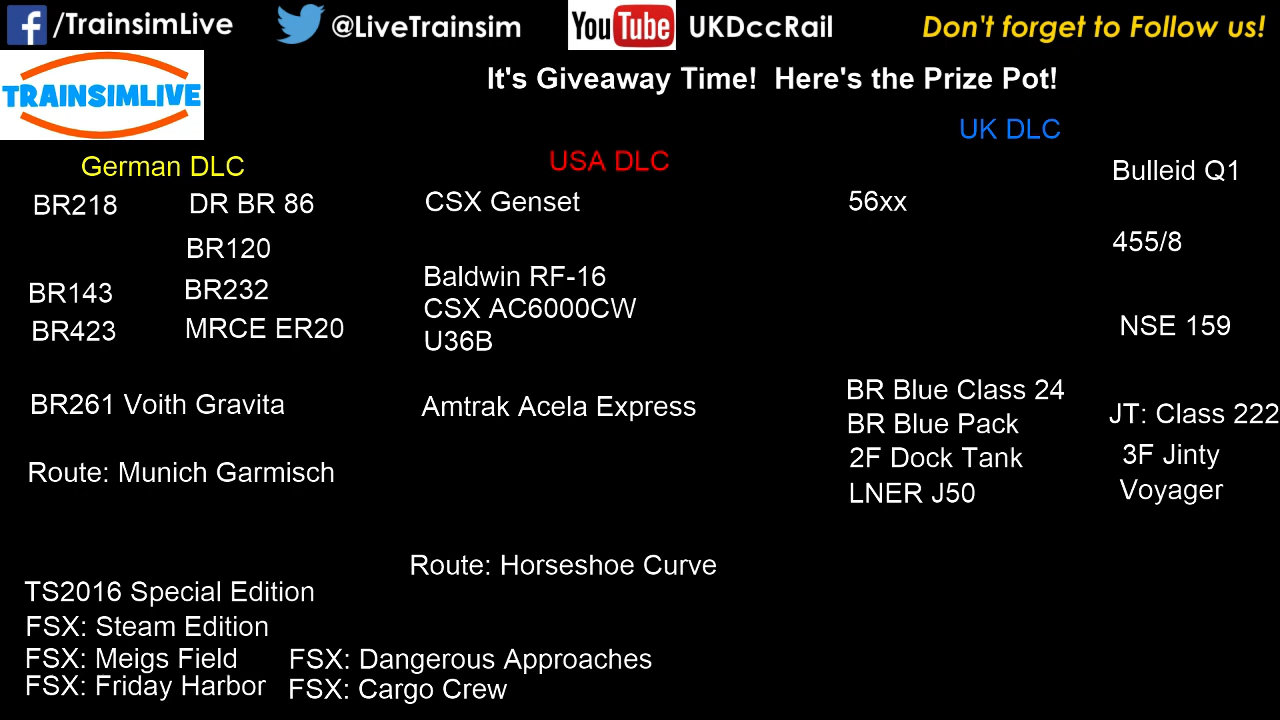 /TrainsimLive @LiveTrainsim YouTube UKDccRail Don't forget to Follow us!
TRAINSIMLIVE
It's Giveaway Time! Here's the Prize Pot!
German DLC
BR218 DR BR 86
BR120
BR143 BR232
BR423 MRCE ER20
BR261 Voith Gravita
Route: Munich Garmisch
USA DLC
CSX Genset
Baldwin RF-16
CSX AC6000CW
U36B
Amtrak Acela Express
Route: Horseshoe Curve
UK DLC
Bulleid Q1
56xx
455/8
NSE 159
BR Blue Class 24
BR Blue Pack JT: Class 222
2F Dock Tank 3F Jinty
LNER J50 Voyager
TS2016 Special Edition
FSX: Steam Edition
FSX: Meigs Field FSX: Dangerous Approaches
FSX: Friday Harbor FSX: Cargo Crew